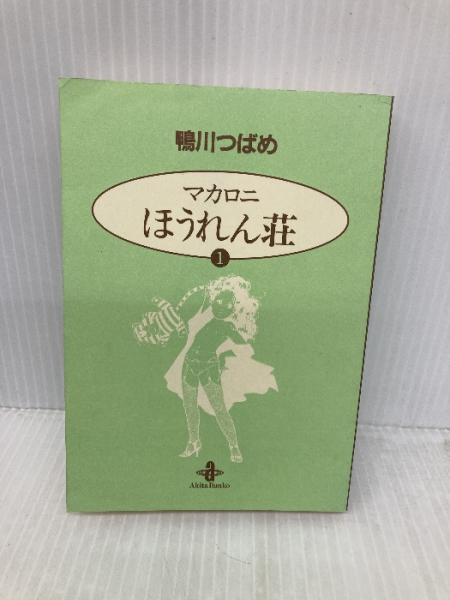 鴨川つばめ
マカロニ
ほうれん荘
1
a
Akita Bunko